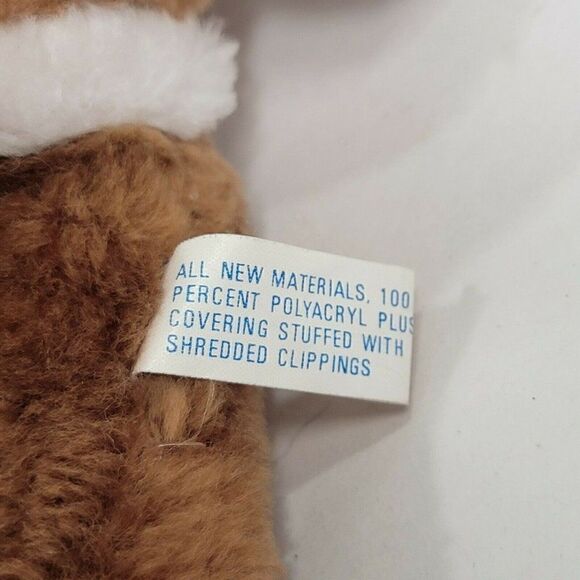 ALL NEW MATERIALS, 100
PERCENT POLYACRYL PLUS
COVERING STUFFED WITH
SHREDDED CLIPPINGS